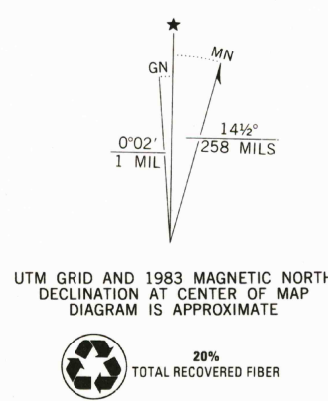 MN
GN
0°02'
1 MIL
14½°
258 MILS
UTM GRID AND 1983 MAGNETIC NORTH
DECLINATION AT CENTER OF MAP
DIAGRAM IS APPROXIMATE
20%
TOTAL RECOVERED FIBER